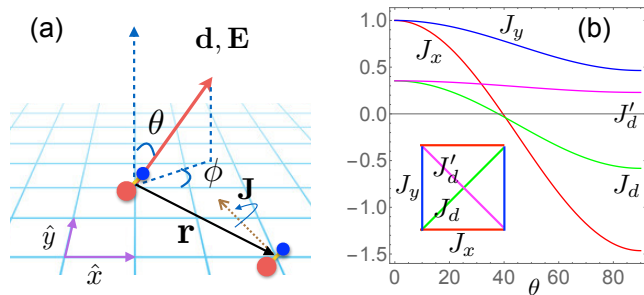 (a)
d, E
θ
ϕ
J
r
ŷ
x̂
(b)
1.0
0.5
0.0
-0.5
-1.0
-1.5
0
20
40
60
80
θ
J_y
J_x
J'_d
J_d
J'_d
J_y
J_d
J_x